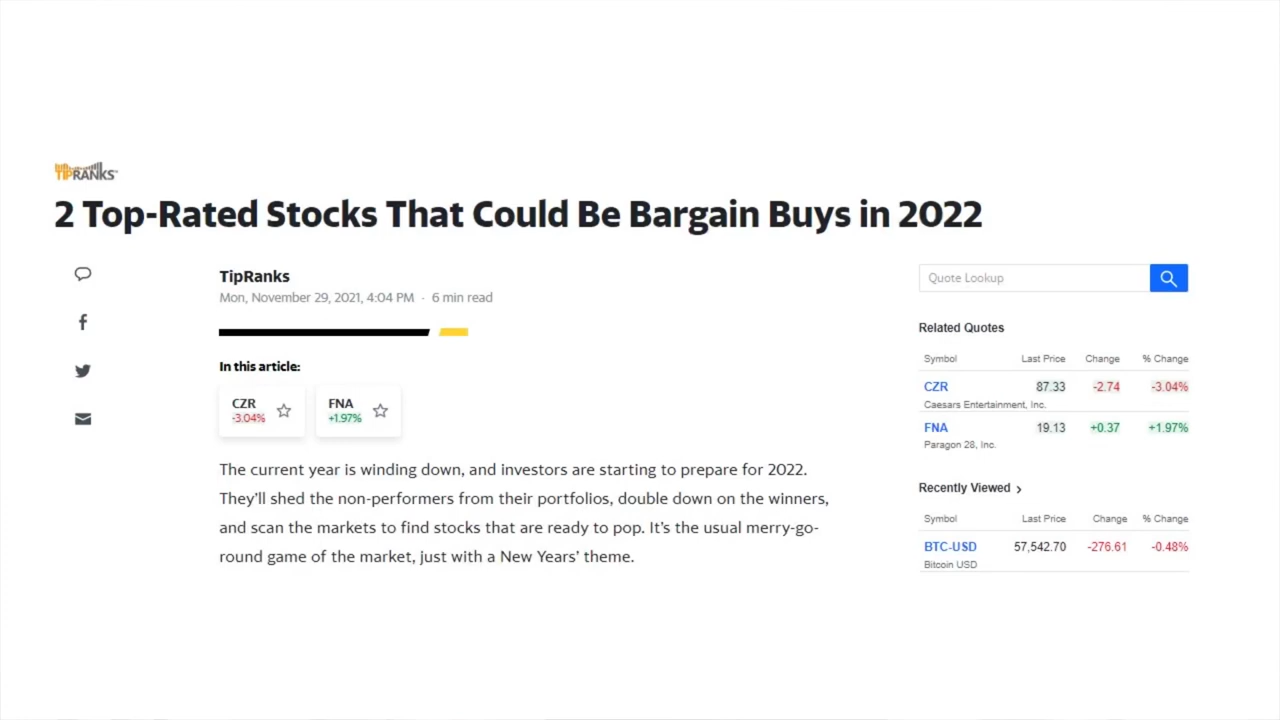 TIPRANKS
2 Top-Rated Stocks That Could Be Bargain Buys in 2022
TipRanks
Mon, November 29, 2021, 4:04 PM · 6 min read
In this article:
CZR
-3.04%
FNA
+1.97%
The current year is winding down, and investors are starting to prepare for 2022.
They'll shed the non-performers from their portfolios, double down on the winners,
and scan the markets to find stocks that are ready to pop. It's the usual merry-go-
round game of the market, just with a New Years' theme.
Quote Lookup
Related Quotes
Symbol Last Price Change % Change
CZR 87.33 -2.74 -3.04%
Caesars Entertainment, Inc.
FNA 19.13 +0.37 +1.97%
Paragon 28, Inc.
Recently Viewed >
Symbol Last Price Change % Change
BTC-USD 57,542.70 -276.61 -0.48%
Bitcoin USD